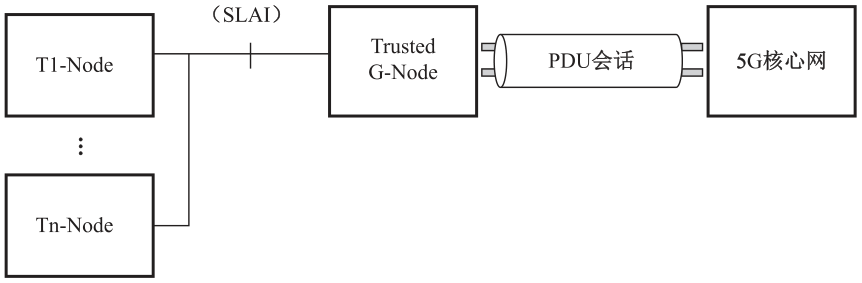 （SLAI）
T1-Node
Trusted
G-Node
PDU会话
5G核心网
⋮
Tn-Node